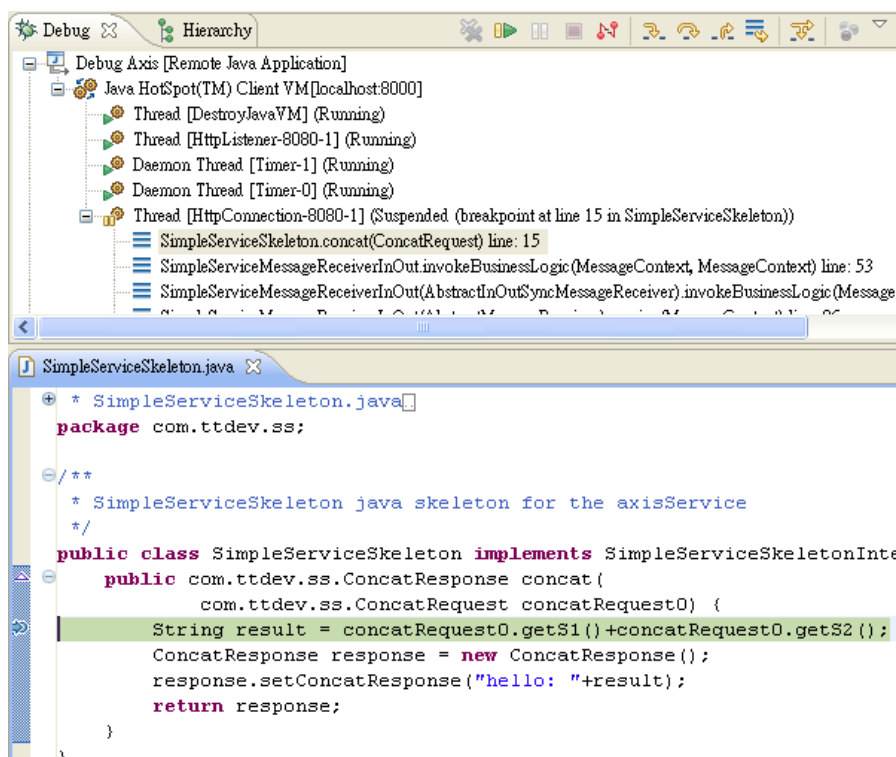 Debug Hierarchy
Debug Axis [Remote Java Application]
Java HotSpot(TM) Client VM[localhost:8000]
Thread [DestroyJavaVM] (Running)
Thread [HttpListener-8080-1] (Running)
Daemon Thread [Timer-1] (Running)
Daemon Thread [Timer-0] (Running)
Thread [HttpConnection-8080-1] (Suspended (breakpoint at line 15 in SimpleServiceSkeleton))
SimpleServiceSkeleton.concat(ConcatRequest) line: 15
SimpleServiceMessageReceiverInOut.invokeBusinessLogic(MessageContext, MessageContext) line: 53
SimpleServiceMessageReceiverInOut(AbstractInOutSyncMessageReceiver).invokeBusinessLogic(Message
SimpleServiceSkeleton.java
* SimpleServiceSkeleton.java
package com.ttdev.ss;
/**
* SimpleServiceSkeleton java skeleton for the axisService
*/
public class SimpleServiceSkeleton implements SimpleServiceSkeletonInte
public com.ttdev.ss.ConcatResponse concat(
com.ttdev.ss.ConcatRequest concatRequest0) {
String result = concatRequest0.getS1()+concatRequest0.getS2();
ConcatResponse response = new ConcatResponse();
response.setConcatResponse("hello: "+result);
return response;
}
}